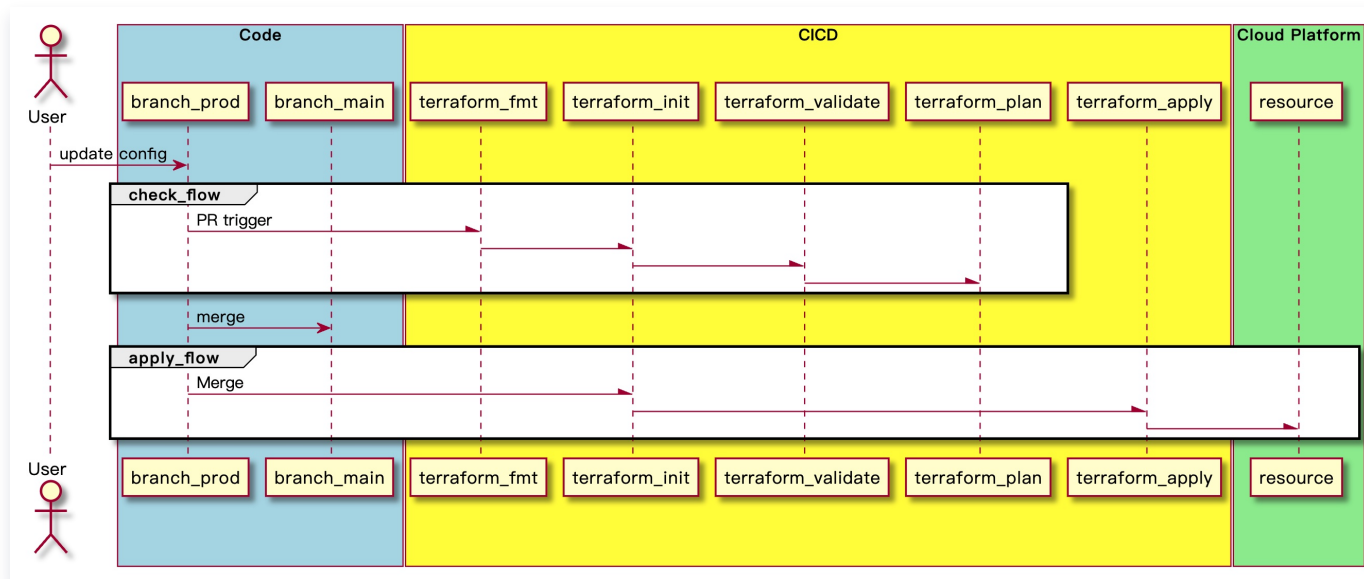 Code
CICD
Cloud Platform
User
branch_prod
branch_main
terraform_fmt
terraform_init
terraform_validate
terraform_plan
terraform_apply
resource
update config
check_flow
PR trigger
merge
apply_flow
Merge
User
branch_prod
branch_main
terraform_fmt
terraform_init
terraform_validate
terraform_plan
terraform_apply
resource